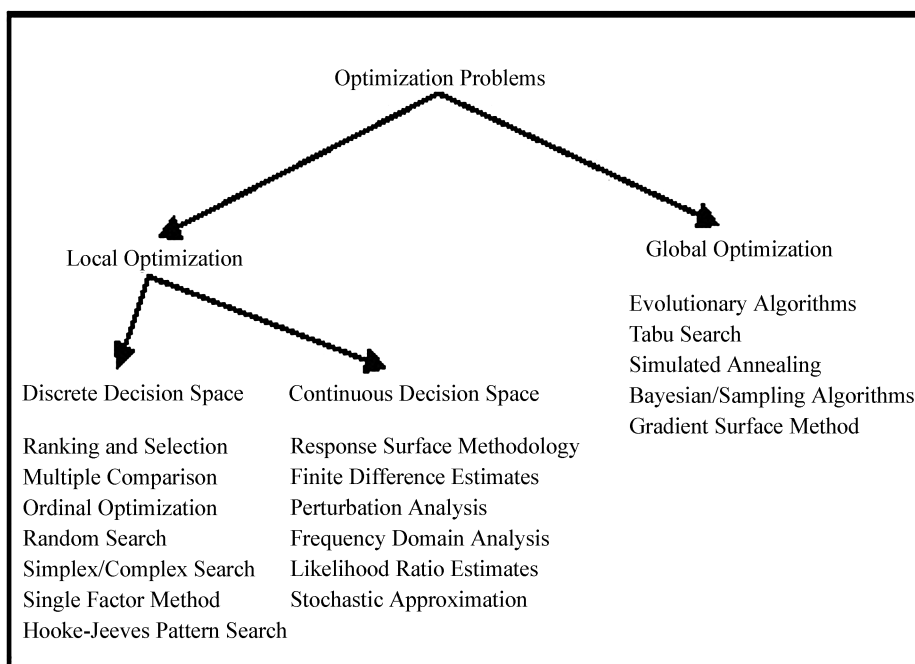 Optimization Problems
Local Optimization
Global Optimization
Discrete Decision Space
Ranking and Selection
Multiple Comparison
Ordinal Optimization
Random Search
Simplex/Complex Search
Single Factor Method
Hooke-Jeeves Pattern Search
Continuous Decision Space
Response Surface Methodology
Finite Difference Estimates
Perturbation Analysis
Frequency Domain Analysis
Likelihood Ratio Estimates
Stochastic Approximation
Evolutionary Algorithms
Tabu Search
Simulated Annealing
Bayesian/Sampling Algorithms
Gradient Surface Method